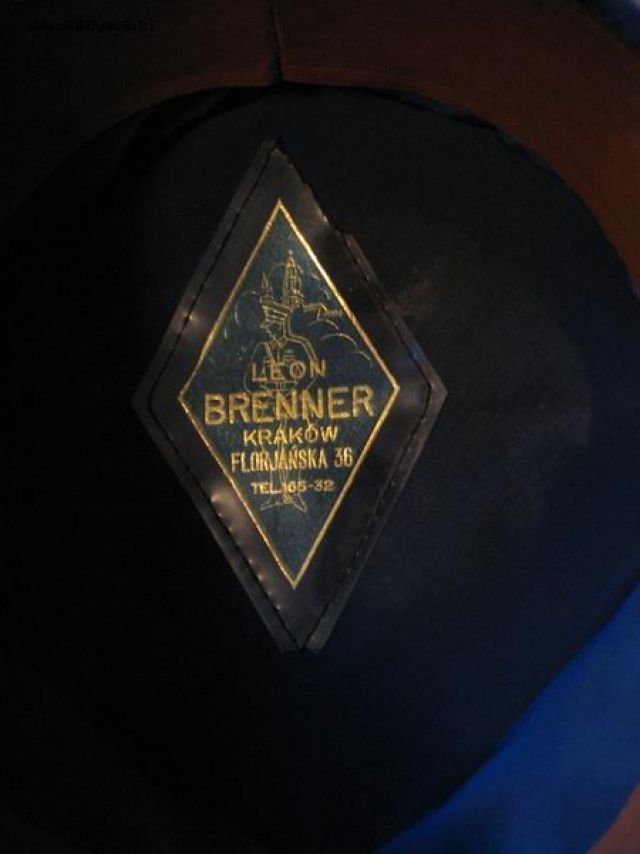 LEON
BRENNER
KRAKÓW
FLORJAŃSKA 36
TEL. 165-32